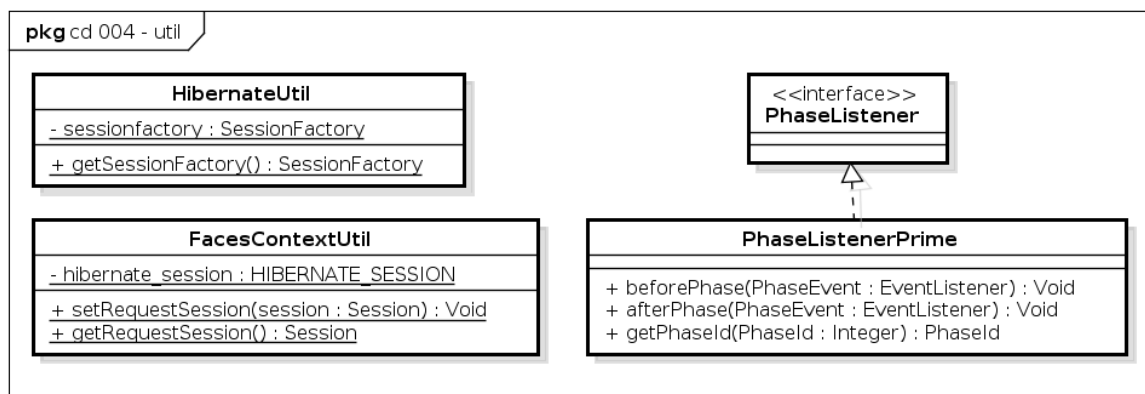 pkg cd 004 - util
HibernateUtil
- sessionfactory : SessionFactory
+ getSessionFactory() : SessionFactory
<<interface>>
PhaseListener
FacesContextUtil
- hibernate_session : HIBERNATE_SESSION
+ setRequestSession(session : Session) : Void
+ getRequestSession() : Session
PhaseListenerPrime
+ beforePhase(PhaseEvent : EventListener) : Void
+ afterPhase(PhaseEvent : EventListener) : Void
+ getPhaseId(PhaseId : Integer) : PhaseId